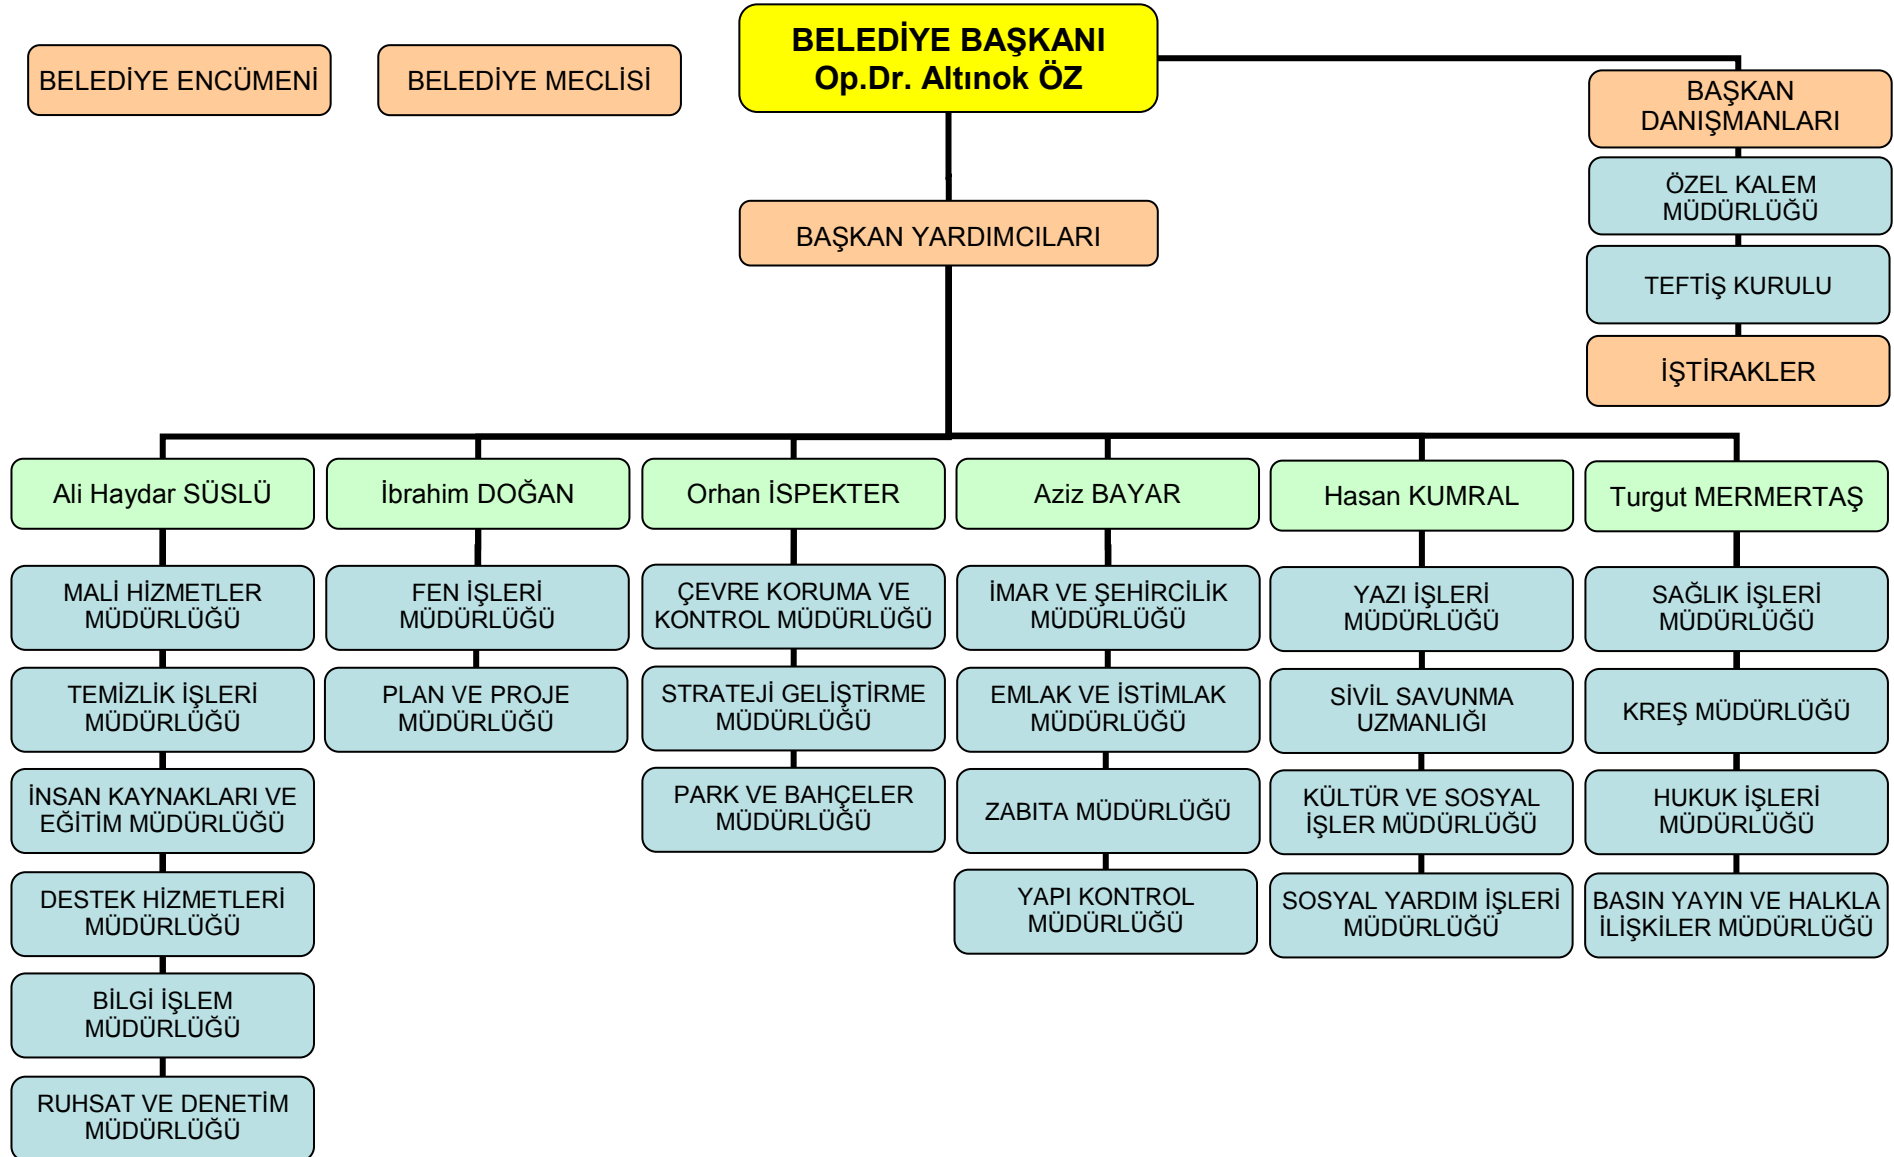 BELEDİYE ENCÜMENİ
BELEDİYE MECLİSİ
BELEDİYE BAŞKANI
Op.Dr. Altınok ÖZ
BAŞKAN
DANIŞMANLARI
ÖZEL KALEM
MÜDÜRLÜĞÜ
TEFTİŞ KURULU
İŞTİRAKLER
BAŞKAN YARDIMCILARI
Ali Haydar SÜSLÜ
MALİ HİZMETLER
MÜDÜRLÜĞÜ
TEMİZLİK İŞLERİ
MÜDÜRLÜĞÜ
İNSAN KAYNAKLARI VE
EĞİTİM MÜDÜRLÜĞÜ
DESTEK HİZMETLERİ
MÜDÜRLÜĞÜ
BİLGİ İŞLEM
MÜDÜRLÜĞÜ
RUHSAT VE DENETİM
MÜDÜRLÜĞÜ
İbrahim DOĞAN
FEN İŞLERİ
MÜDÜRLÜĞÜ
PLAN VE PROJE
MÜDÜRLÜĞÜ
Orhan İSPEKTER
ÇEVRE KORUMA VE
KONTROL MÜDÜRLÜĞÜ
STRATEJİ GELİŞTİRME
MÜDÜRLÜĞÜ
PARK VE BAHÇELER
MÜDÜRLÜĞÜ
Aziz BAYAR
İMAR VE ŞEHİRCİLİK
MÜDÜRLÜĞÜ
EMLAK VE İSTİMLAK
MÜDÜRLÜĞÜ
ZABITA MÜDÜRLÜĞÜ
YAPI KONTROL
MÜDÜRLÜĞÜ
Hasan KUMRAL
YAZI İŞLERİ
MÜDÜRLÜĞÜ
SİVİL SAVUNMA
UZMANLIĞI
KÜLTÜR VE SOSYAL
İŞLER MÜDÜRLÜĞÜ
SOSYAL YARDIM İŞLERİ
MÜDÜRLÜĞÜ
Turgut MERMERTAŞ
SAĞLIK İŞLERİ
MÜDÜRLÜĞÜ
KREŞ MÜDÜRLÜĞÜ
HUKUK İŞLERİ
MÜDÜRLÜĞÜ
BASIN YAYIN VE HALKLA
İLİŞKİLER MÜDÜRLÜĞÜ